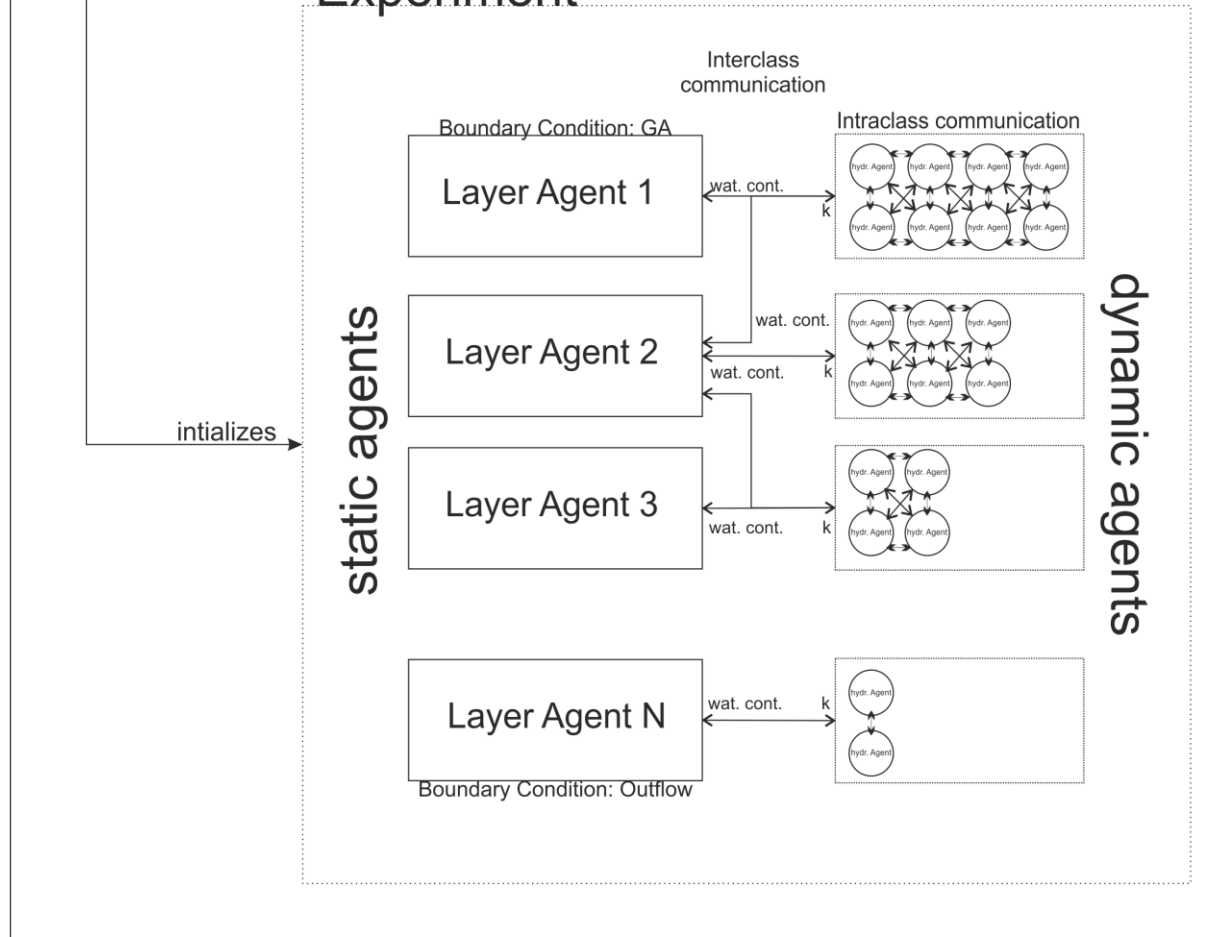 Experiment
Interclass
communication
Boundary Condition: GA
Intraclass communication
Layer Agent 1
wat. cont.
k
hydr. Agent
hydr. Agent
hydr. Agent
hydr. Agent
hydr. Agent
hydr. Agent
hydr. Agent
hydr. Agent
static agents
dynamic agents
Layer Agent 2
wat. cont.
wat. cont.
k
hydr. Agent
hydr. Agent
hydr. Agent
hydr. Agent
hydr. Agent
hydr. Agent
intializes
Layer Agent 3
wat. cont.
k
hydr. Agent
hydr. Agent
hydr. Agent
hydr. Agent
Layer Agent N
wat. cont.
k
hydr. Agent
hydr. Agent
Boundary Condition: Outflow